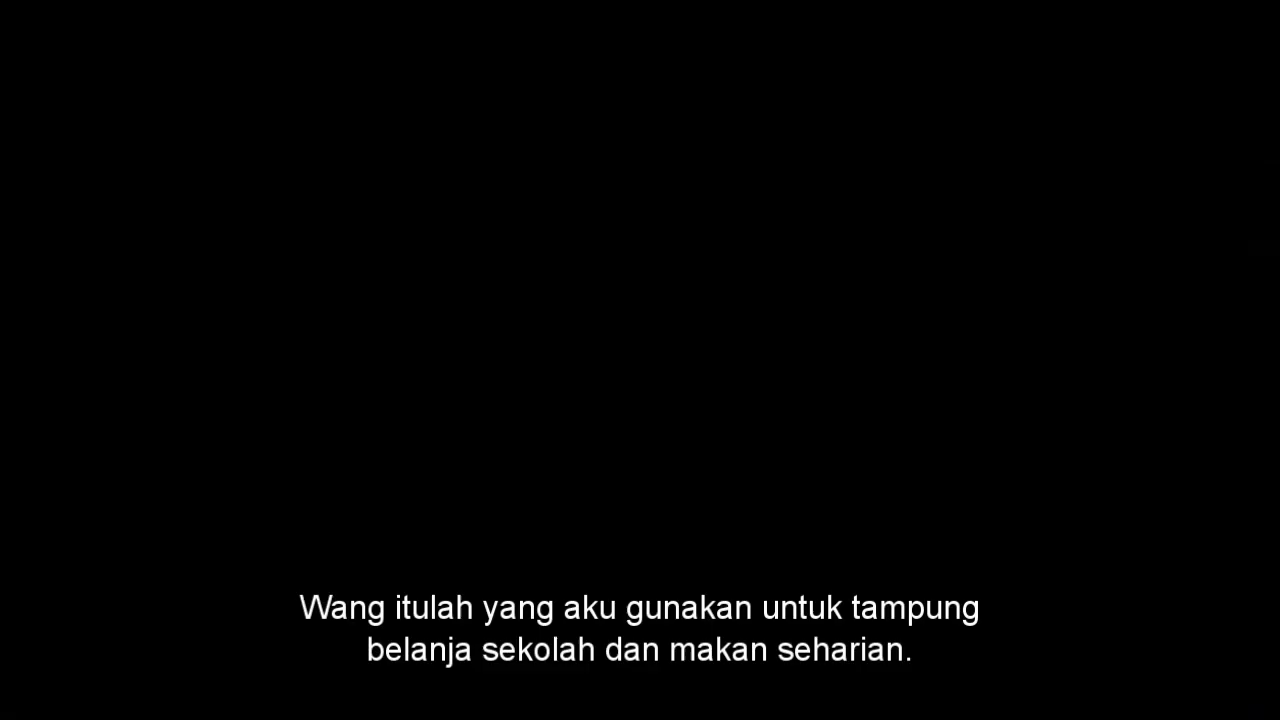 Wang itulah yang aku gunakan untuk tampung
belanja sekolah dan makan seharian.